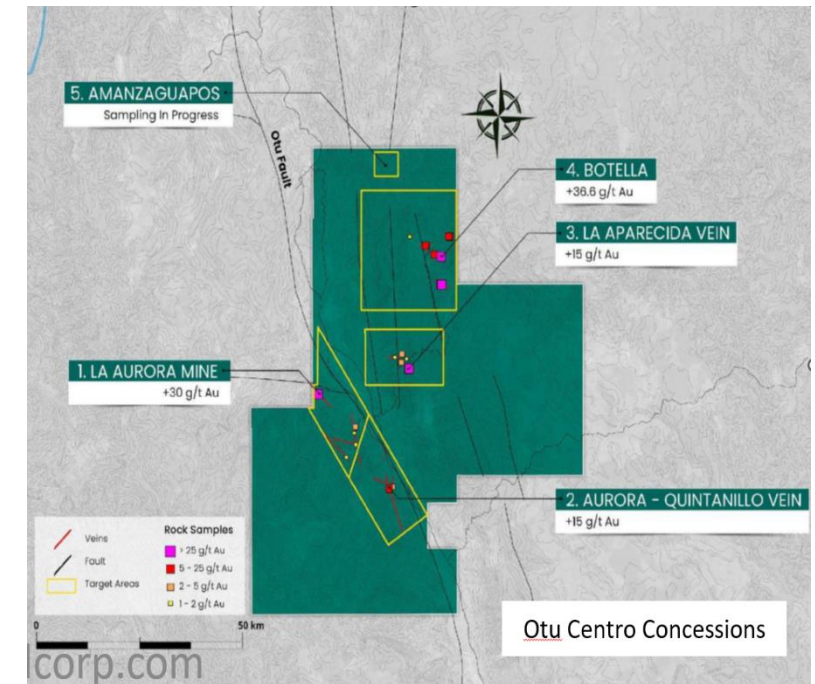 5. AMANZAGUAPOS
Sampling In Progress
Otu Fault
4. BOTELLA
+36.6 g/t Au
3. LA APARECIDA VEIN
+15 g/t Au
1. LA AURORA MINE
+30 g/t Au
2. AURORA - QUINTANILLO VEIN
+15 g/t Au
Veins
Fault
Target Areas
Rock Samples
> 25 g/t Au
5 - 25 g/t Au
2 - 5 g/t Au
1 - 2 g/t Au
0 50 km
Otu Centro Concessions
lcorp.com